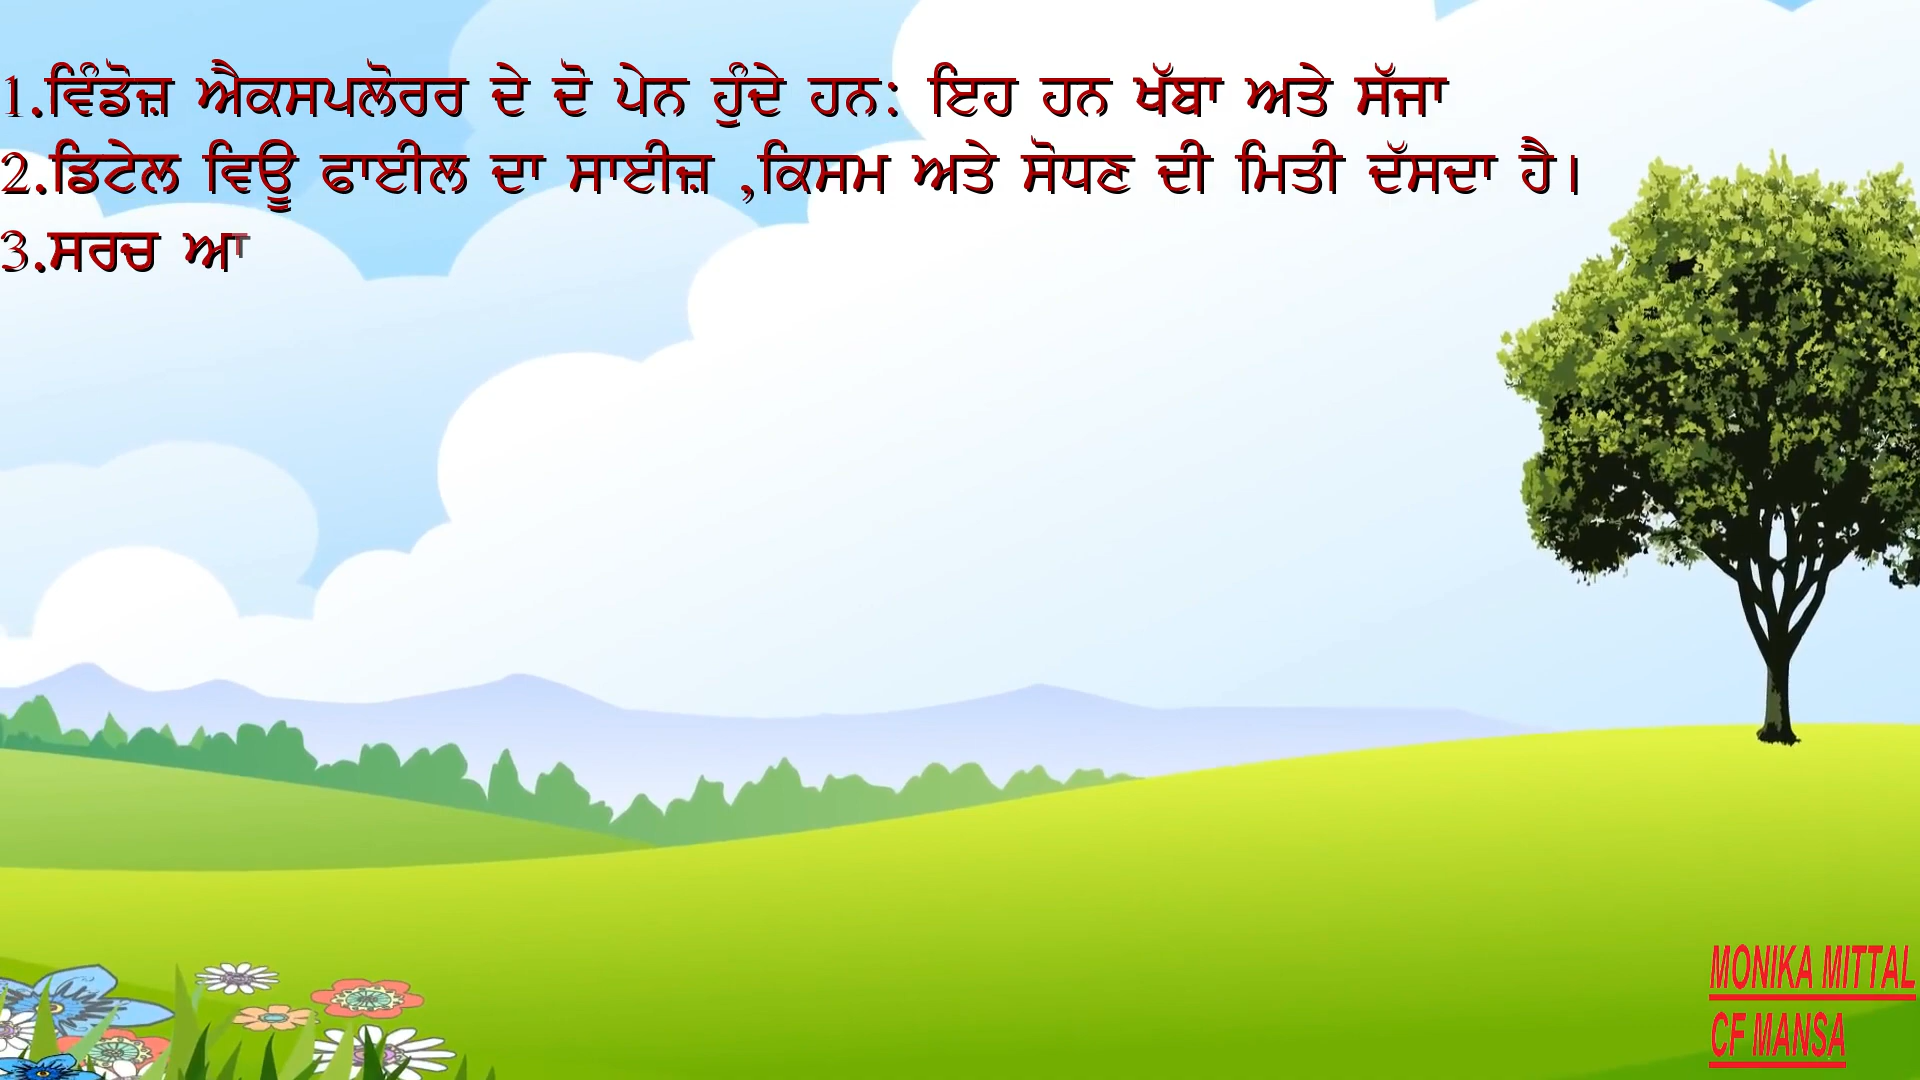 1.ਵਿੰਡੋਜ਼ ਐਕਸਪਲੋਰਰ ਦੇ ਦੋ ਪੇਨ ਹੁੰਦੇ ਹਨ: ਇਹ ਹਨ ਖੱਬਾ ਅਤੇ ਸੱਜਾ
2.ਡਿਟੇਲ ਵਿਊ ਫਾਈਲ ਦਾ ਸਾਈਜ਼ ,ਕਿਸਮ ਅਤੇ ਸੋਧਣ ਦੀ ਮਿਤੀ ਦੱਸਦਾ ਹੈ।
3.ਸਰਚ ਆ
MONIKA MITTAL
CF MANSA